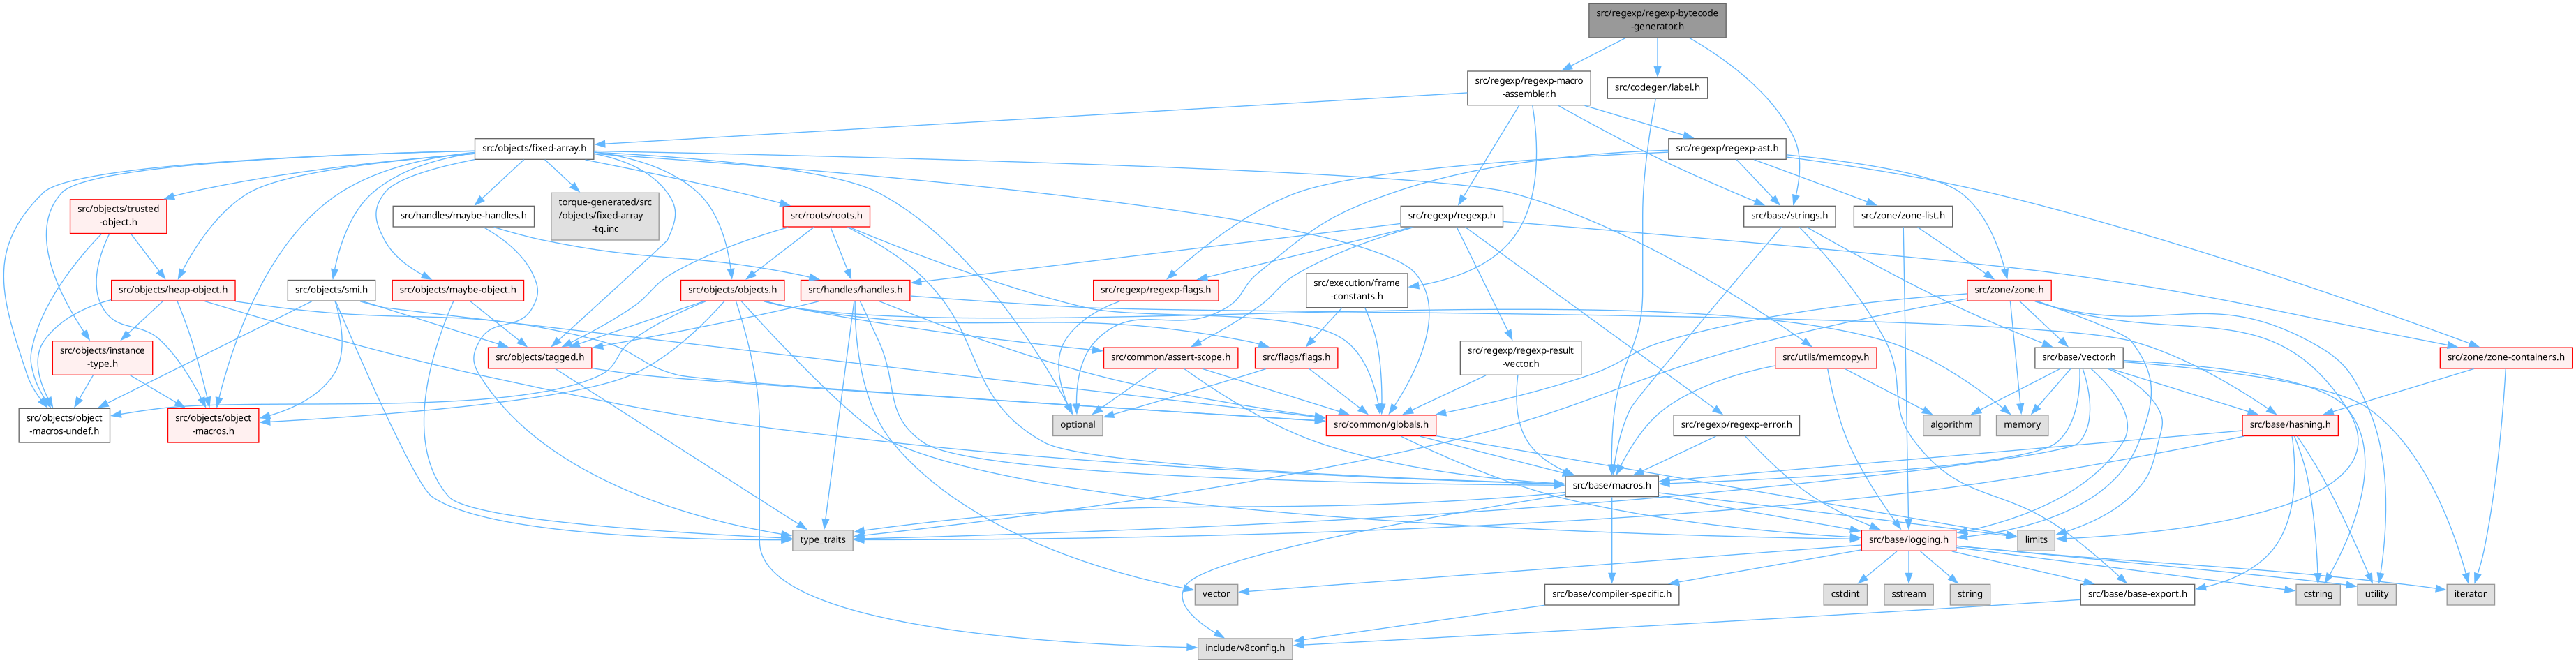 src/regexp/regexp-bytecode
-generator.h
src/regexp/regexp-macro
-assembler.h
src/codegen/label.h
src/objects/fixed-array.h
src/regexp/regexp-ast.h
src/objects/trusted
-object.h
src/handles/maybe-handles.h
torque-generated/src
/objects/fixed-array
-tq.inc
src/roots/roots.h
src/regexp/regexp.h
src/base/strings.h
src/zone/zone-list.h
src/objects/heap-object.h
src/objects/smi.h
src/objects/maybe-object.h
src/objects/objects.h
src/handles/handles.h
src/regexp/regexp-flags.h
src/execution/frame
-constants.h
src/zone/zone.h
src/objects/instance
-type.h
src/objects/tagged.h
src/common/assert-scope.h
src/flags/flags.h
src/regexp/regexp-result
-vector.h
src/utils/memcopy.h
src/base/vector.h
src/zone/zone-containers.h
src/objects/object
-macros-undef.h
src/objects/object
-macros.h
optional
src/common/globals.h
src/regexp/regexp-error.h
algorithm
memory
src/base/hashing.h
src/base/macros.h
type_traits
src/base/logging.h
limits
vector
src/base/compiler-specific.h
cstdint
sstream
string
src/base/base-export.h
cstring
utility
iterator
include/v8config.h